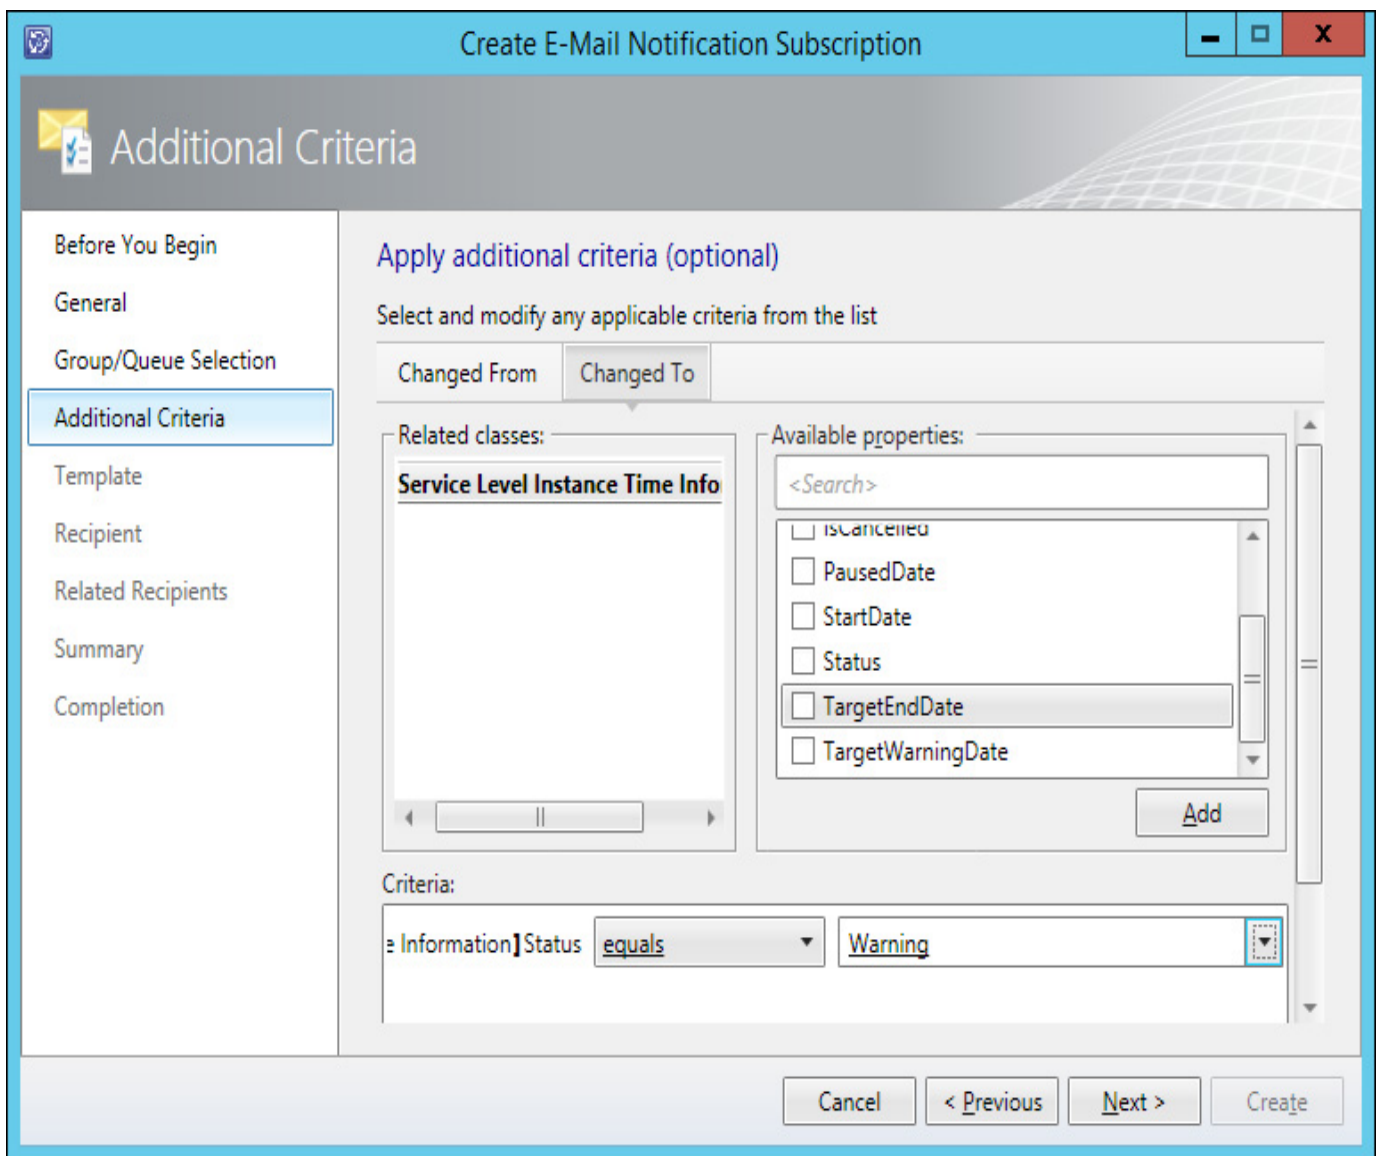 Create E-Mail Notification Subscription
X
Additional Criteria
Before You Begin
General
Group/Queue Selection
Additional Criteria
Template
Recipient
Related Recipients
Summary
Completion
Apply additional criteria (optional)
Select and modify any applicable criteria from the list
Changed From Changed To
Related classes:
Service Level Instance Time Info
Available properties:
<Search>
IsCancelled
PausedDate
StartDate
Status
TargetEndDate
TargetWarningDate
Add
Criteria:
e Information]Status equals Warning
Cancel < Previous Next > Create